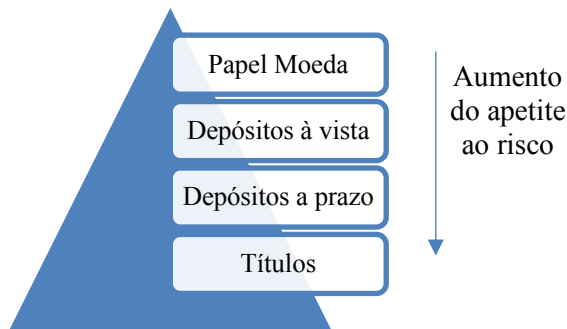 Papel Moeda
Depósitos à vista
Depósitos a prazo
Títulos
Aumento
do apetite
ao risco